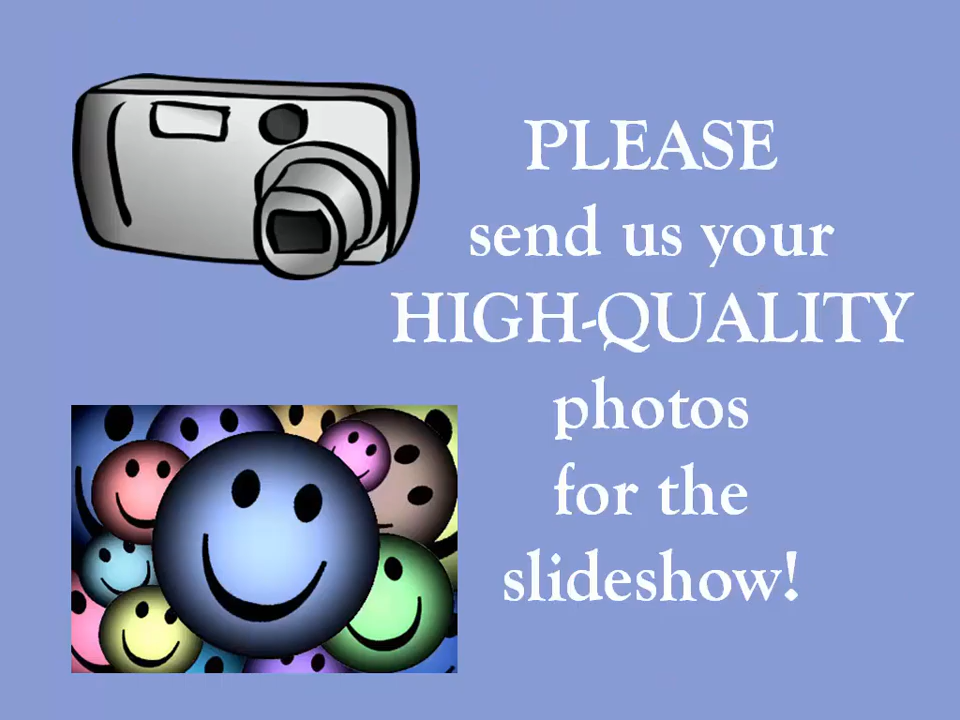 PLEASE
send us your
HIGH-QUALITY
photos
for the
slideshow!